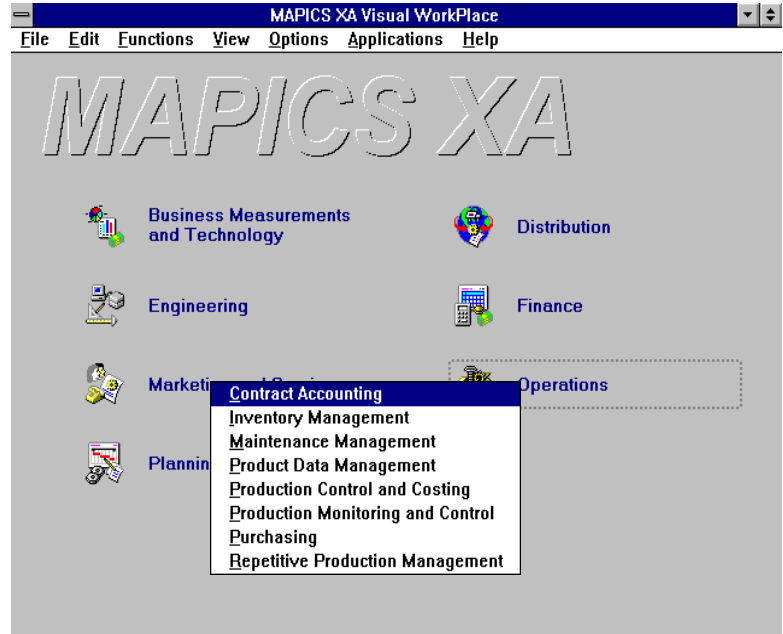 MAPICS XA Visual WorkPlace
File Edit Functions View Options Applications Help
MAPICS XA
Business Measurements
and Technology
Distribution
Engineering
Finance
Operations
Contract Accounting
Inventory Management
Maintenance Management
Product Data Management
Production Control and Costing
Production Monitoring and Control
Purchasing
Repetitive Production Management